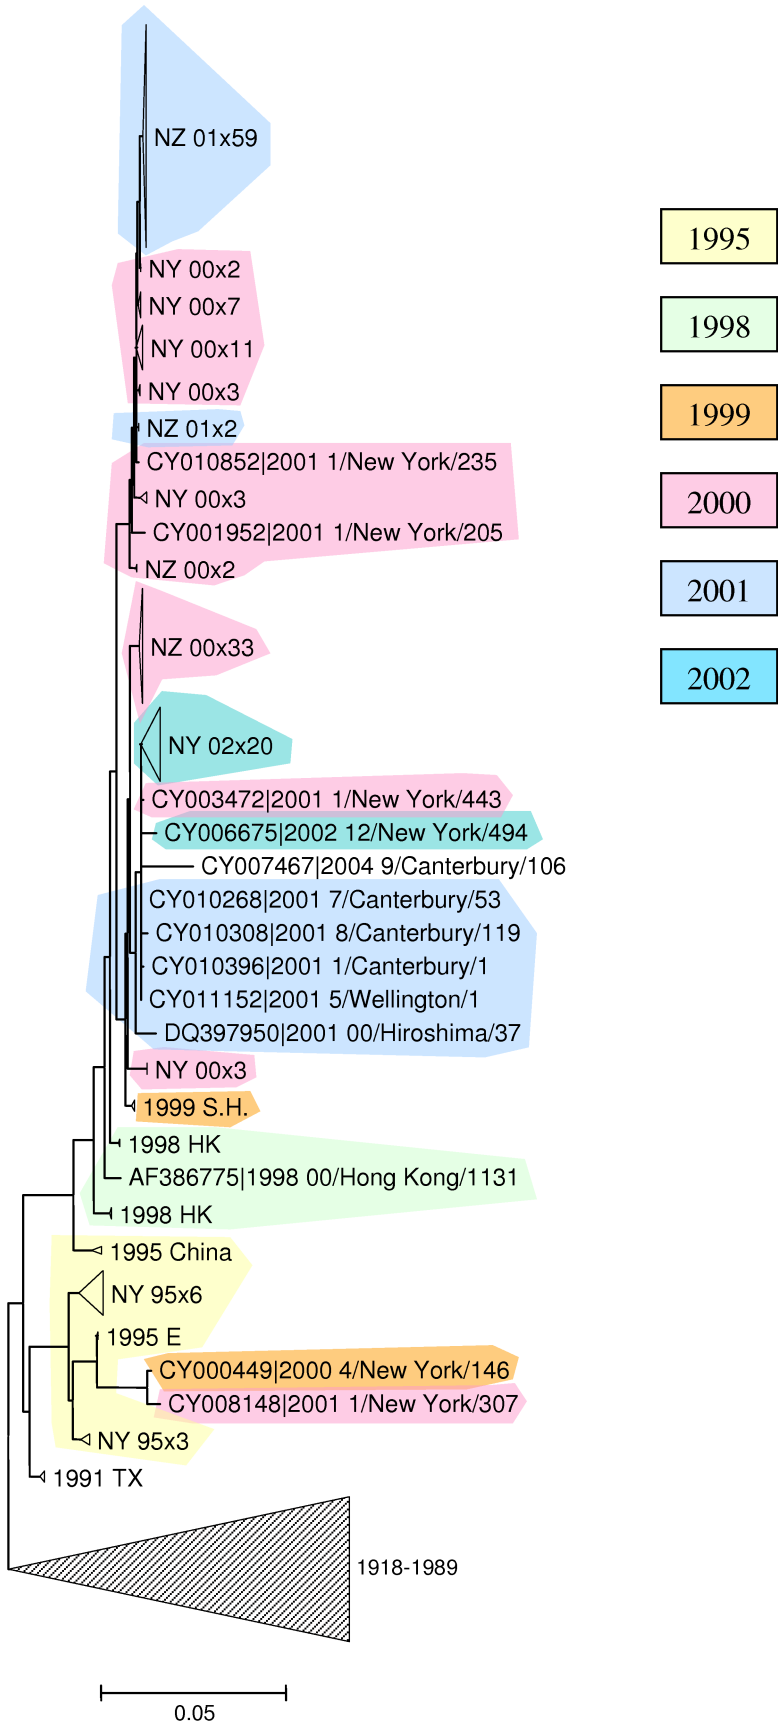 NZ 01x59
NY 00x2
NY 00x7
NY 00x11
NY 00x3
NZ 01x2
CY010852|2001 1/New York/235
NY 00x3
CY001952|2001 1/New York/205
NZ 00x2
NZ 00x33
NY 02x20
CY003472|2001 1/New York/443
CY006675|2002 12/New York/494
CY007467|2004 9/Canterbury/106
CY010268|2001 7/Canterbury/53
CY010308|2001 8/Canterbury/119
CY010396|2001 1/Canterbury/1
CY011152|2001 5/Wellington/1
DQ397950|2001 00/Hiroshima/37
NY 00x3
1999 S.H.
1998 HK
AF386775|1998 00/Hong Kong/1131
1998 HK
1995 China
NY 95x6
1995 E
CY000449|2000 4/New York/146
CY008148|2001 1/New York/307
NY 95x3
1991 TX
1918-1989
0.05
1995
1998
1999
2000
2001
2002